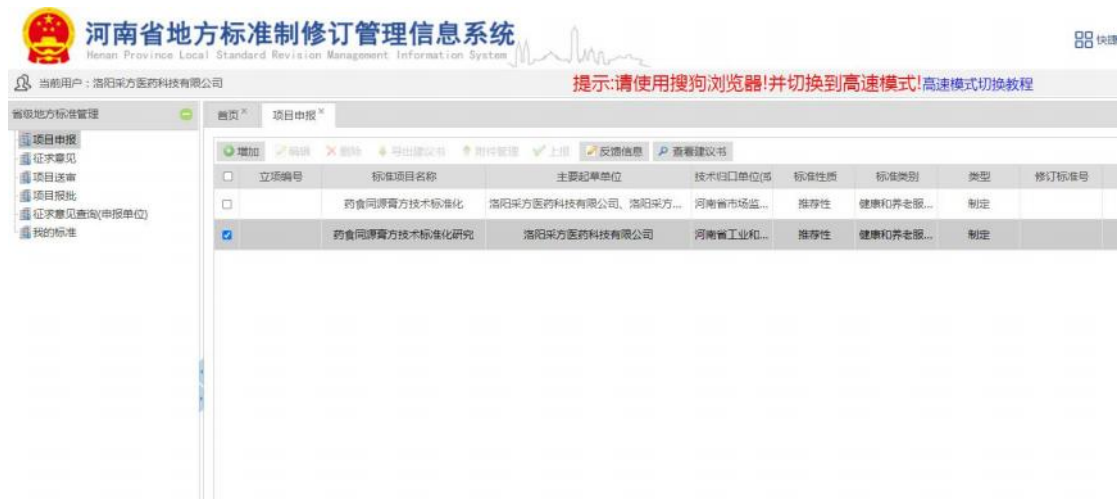 河南省地方标准制修订管理信息系统
Henan Province Local Standard Revision Management Information System
快捷
当前用户：洛阳采方医药科技有限公司
提示:请使用搜狗浏览器!并切换到高速模式!高速模式切换教程
省级地方标准管理
首页 项目申报
项目申报
征求意见
项目送审
项目报批
征求意见查询(申报单位)
我的标准
增加 编辑 删除 导出建议书 附件管理 上报 反馈信息 查看建议书
立项编号 标准项目名称 主要起草单位 技术归口单位(或 标准性质 标准类别 类型 修订标准号
药食同源膏方技术标准化 洛阳采方医药科技有限公司、洛阳采方... 河南省市场监... 推荐性 健康和养老服... 制定
药食同源膏方技术标准化研究 洛阳采方医药科技有限公司 河南省工业和... 推荐性 健康和养老服... 制定